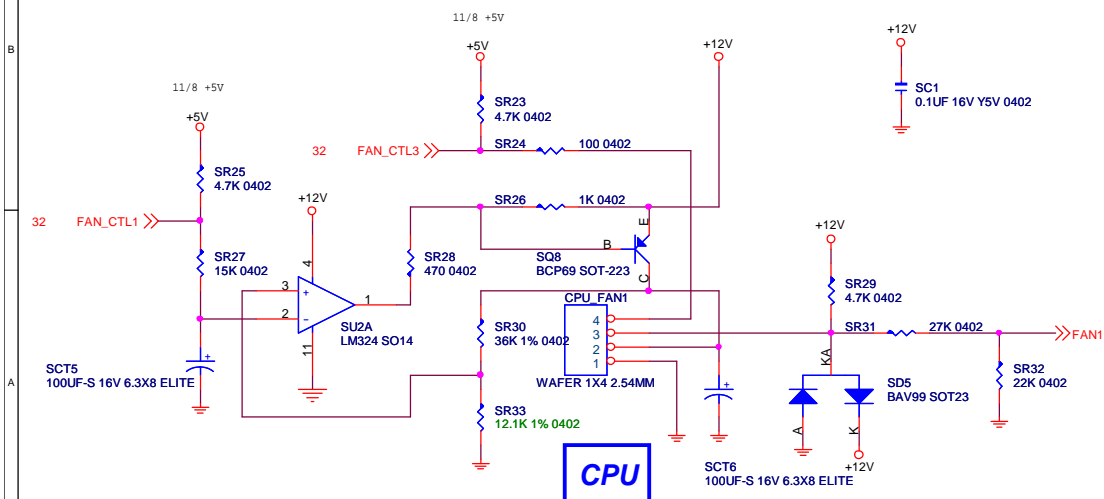 11/8 +5V
+5V
+12V
+12V
B
SC1
0.1UF 16V Y5V 0402
11/8 +5V
+5V
SR23
4.7K 0402
32 FAN_CTL3
SR24 100 0402
SR25
4.7K 0402
+12V
SR26 1K 0402
32 FAN_CTL1
E
B
C
+12V
SR27
15K 0402
4
SR28
470 0402
SQ8
BCP69 SOT-223
3
+
1
2
-
SR29
4.7K 0402
CPU_FAN1
SU2A
LM324 SO14
11
SR30
36K 1% 0402
4
3
2
1
SR31 27K 0402
FAN1
KA
SCT5
+
100UF-S 16V 6.3X8 ELITE
A
WAFER 1X4 2.54MM
+
SD5
BAV99 SOT23
SR32
22K 0402
SR33
12.1K 1% 0402
A
K
CPU
SCT6
100UF-S 16V 6.3X8 ELITE
+12V